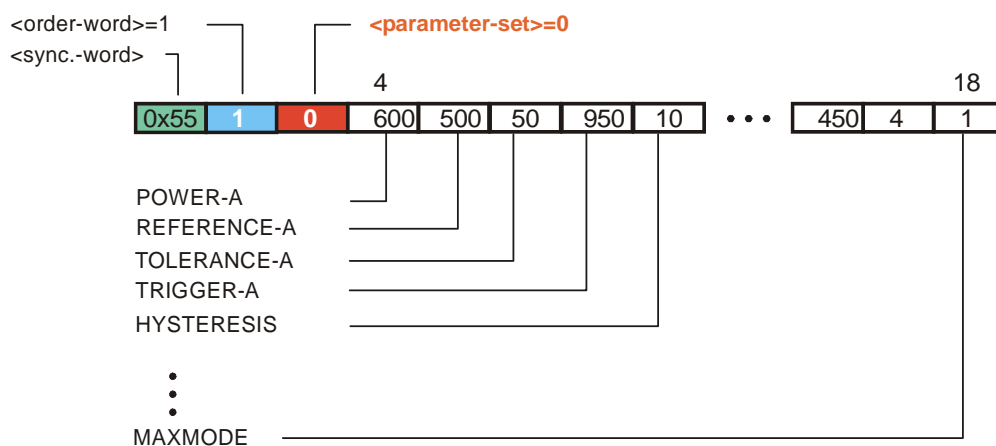 <order-word>=1 <parameter-set>=0
<sync.-word>
4 18
0x55 1 0 600 500 50 950 10 450 4 1
POWER-A
REFERENCE-A
TOLERANCE-A
TRIGGER-A
HYSTERESIS
MAXMODE